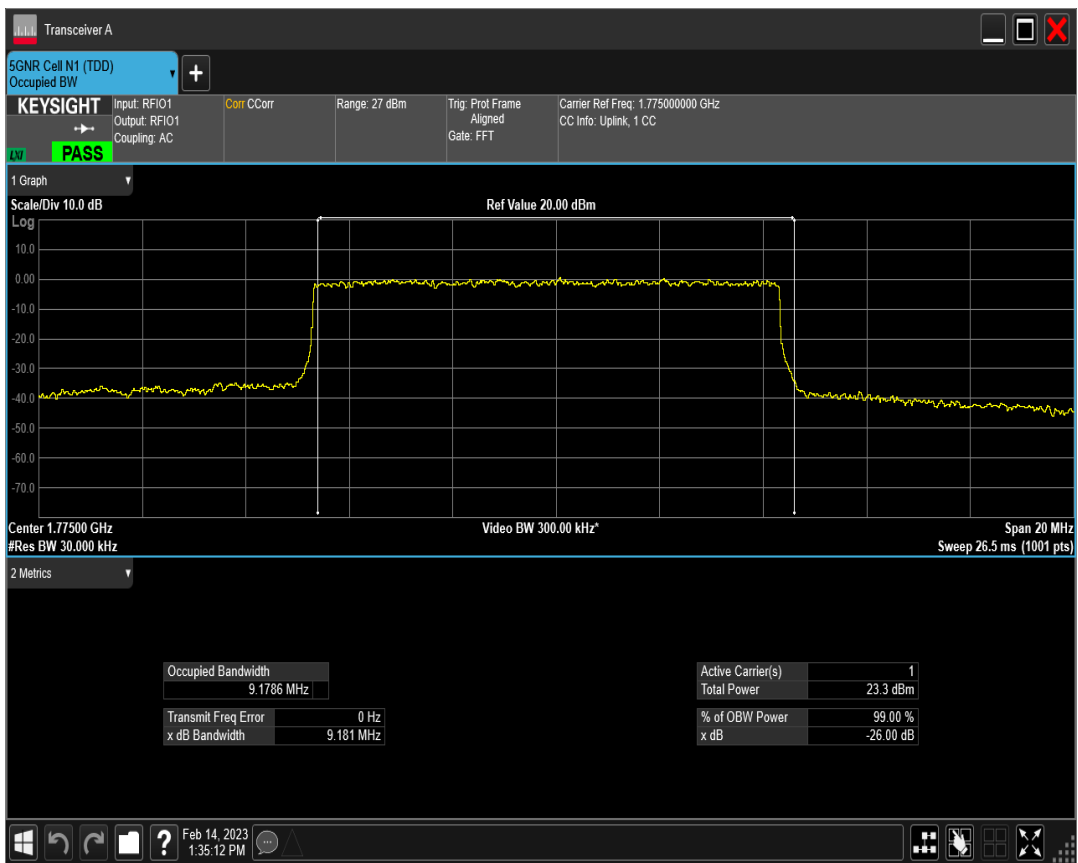 Transceiver A
5GNR Cell N1 (TDD)
Occupied BW
+
KEYSIGHT
LXI
PASS
Input: RFIO1
Output: RFIO1
Coupling: AC
Corr CCorr
Range: 27 dBm
Trig: Prot Frame
Aligned
Gate: FFT
Carrier Ref Freq: 1.775000000 GHz
CC Info: Uplink, 1 CC
1 Graph
Scale/Div 10.0 dB
Ref Value 20.00 dBm
Log
10.0
0.00
-10.0
-20.0
-30.0
-40.0
-50.0
-60.0
-70.0
Center 1.77500 GHz
Video BW 300.00 kHz*
Span 20 MHz
#Res BW 30.000 kHz
Sweep 26.5 ms (1001 pts)
2 Metrics
Occupied Bandwidth
9.1786 MHz
Transmit Freq Error 0 Hz
x dB Bandwidth 9.181 MHz
Active Carrier(s) 1
Total Power 23.3 dBm
% of OBW Power 99.00 %
x dB -26.00 dB
?
Feb 14, 2023
1:35:12 PM